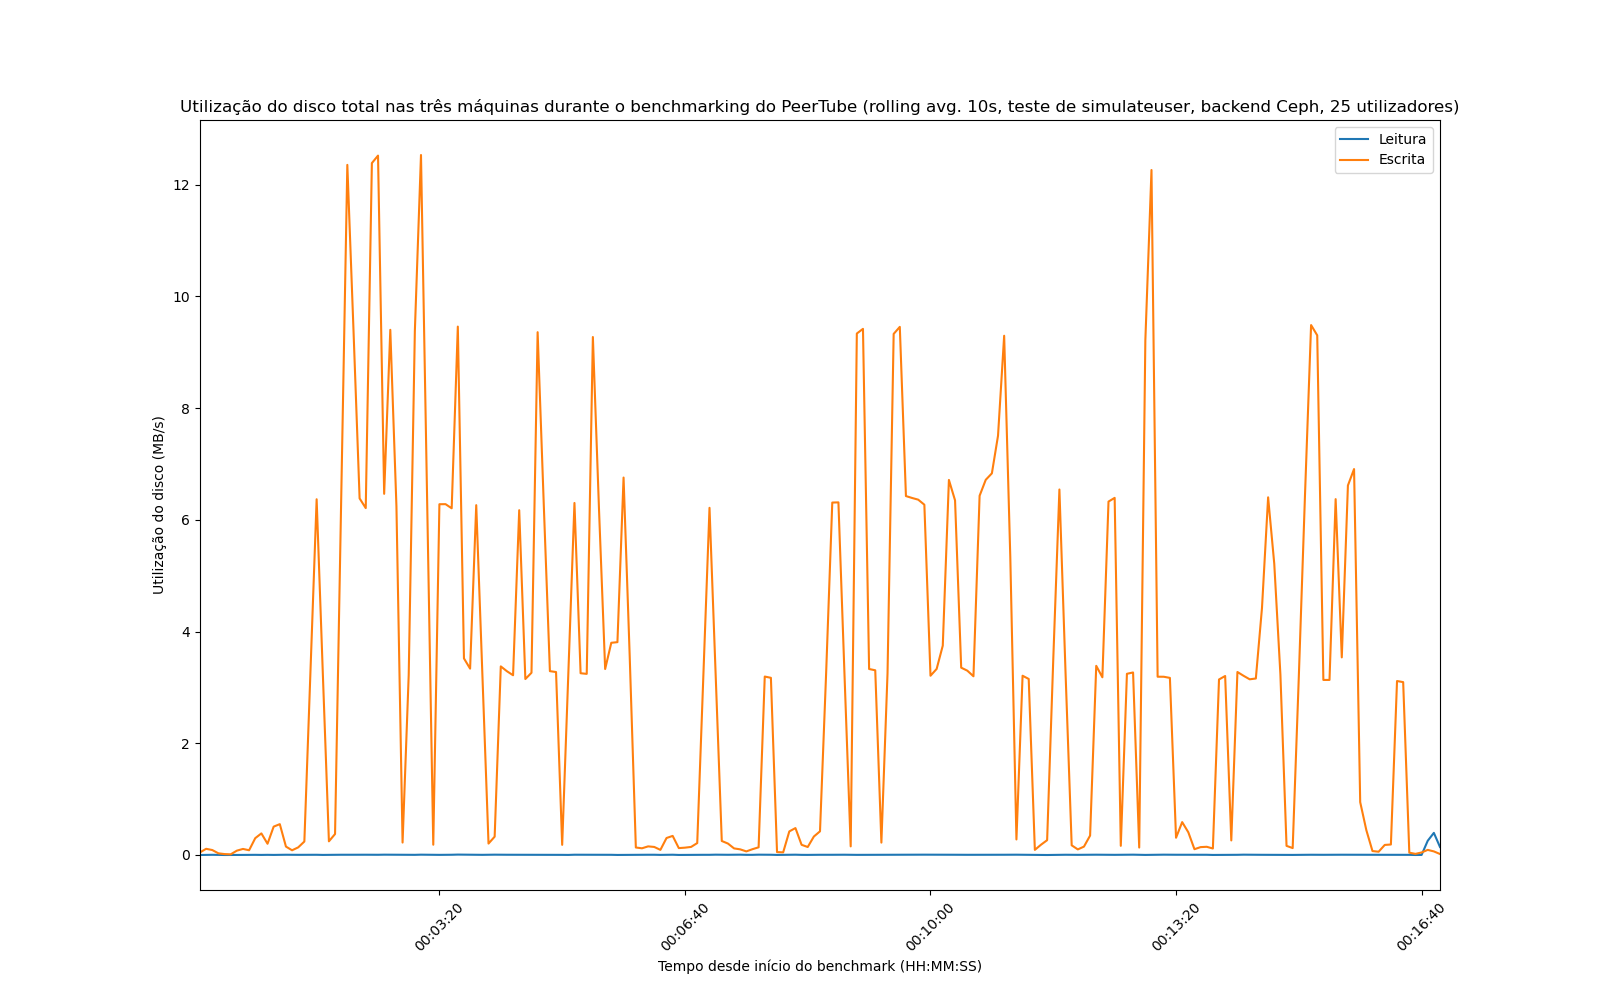 Utilização do disco total nas três máquinas durante o benchmarking do PeerTube (rolling avg. 10s, teste de simulateuser, backend Ceph, 25 utilizadores)
Leitura
Escrita
Utilização do disco (MB/s)
12
10
8
6
4
2
0
00:03:20
00:06:40
00:10:00
00:13:20
00:16:40
Tempo desde início do benchmark (HH:MM:SS)